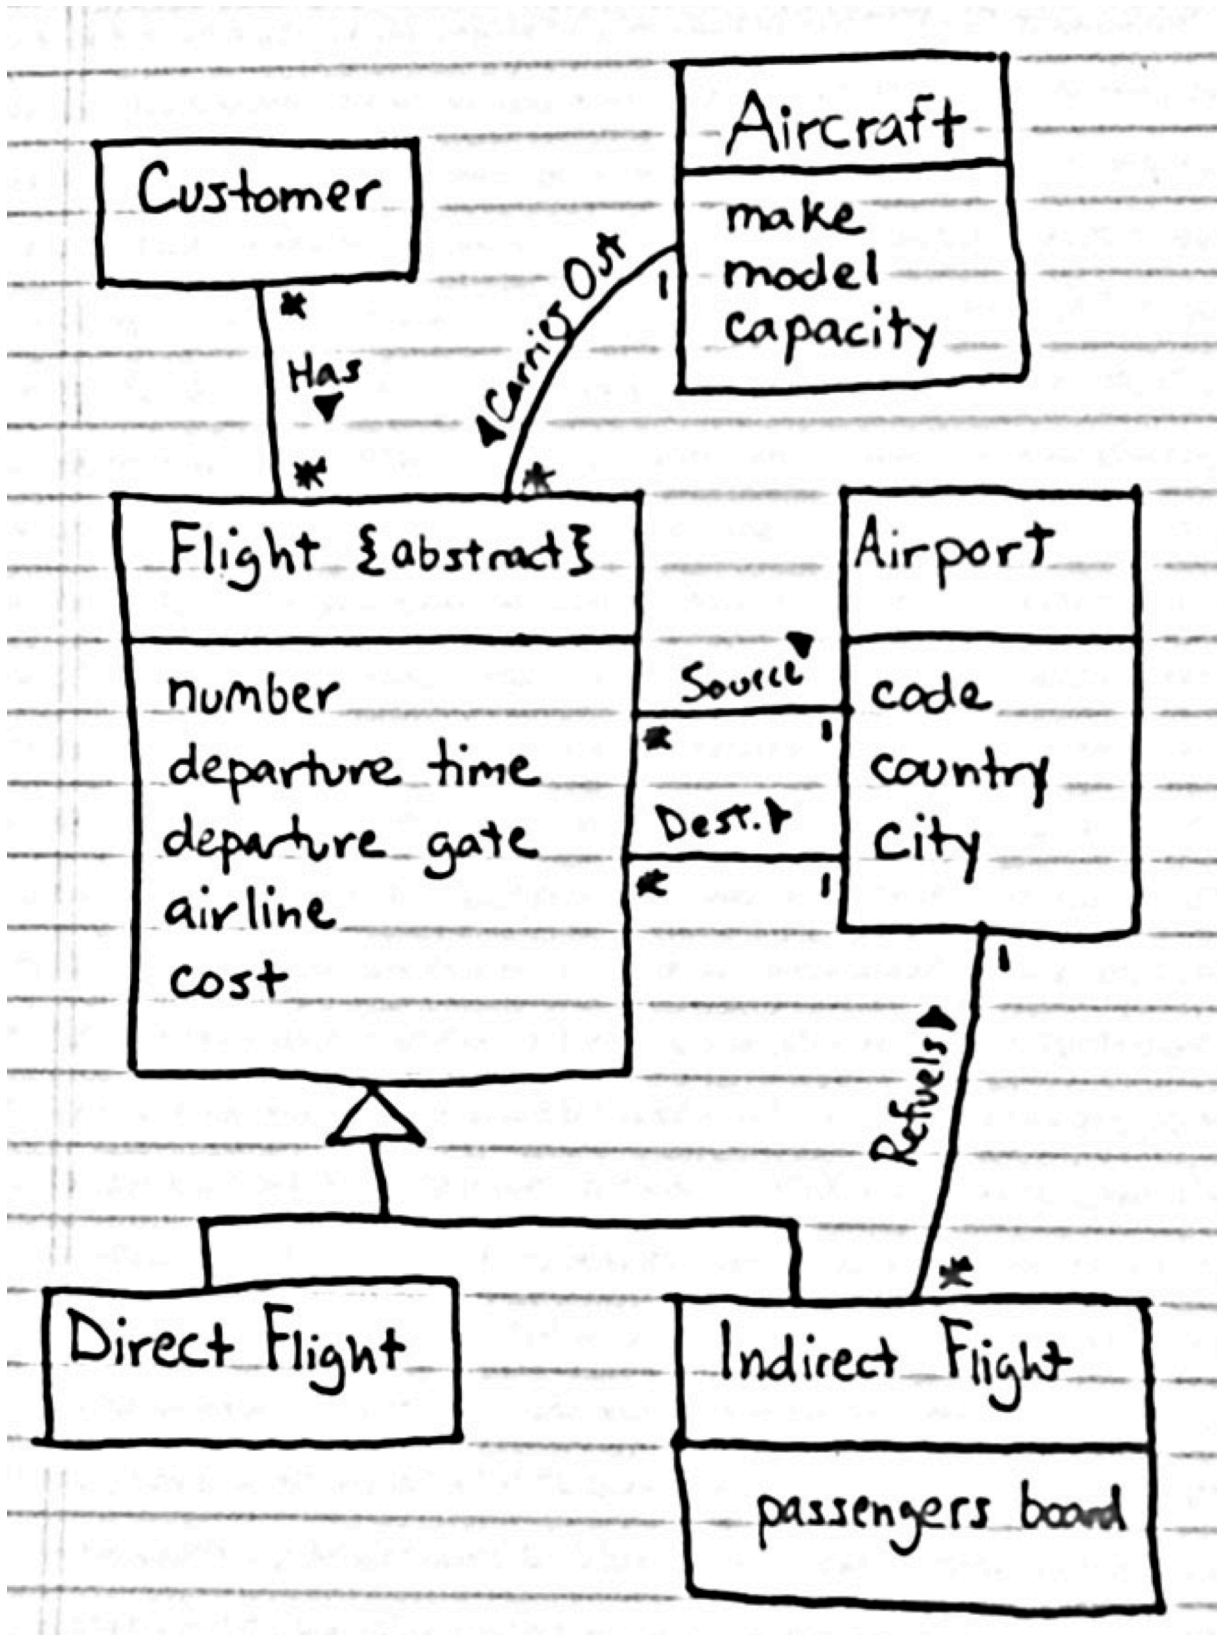 Aircraft
make
model
capacity
Customer
*
Has
*
Carries Out
1
*
Flight {abstract}
number
departure time
departure gate
airline
cost
Airport
code
country
city
Source
*
1
Dest.
*
1
1
Refuels
*
Direct Flight
Indirect Flight
passengers board